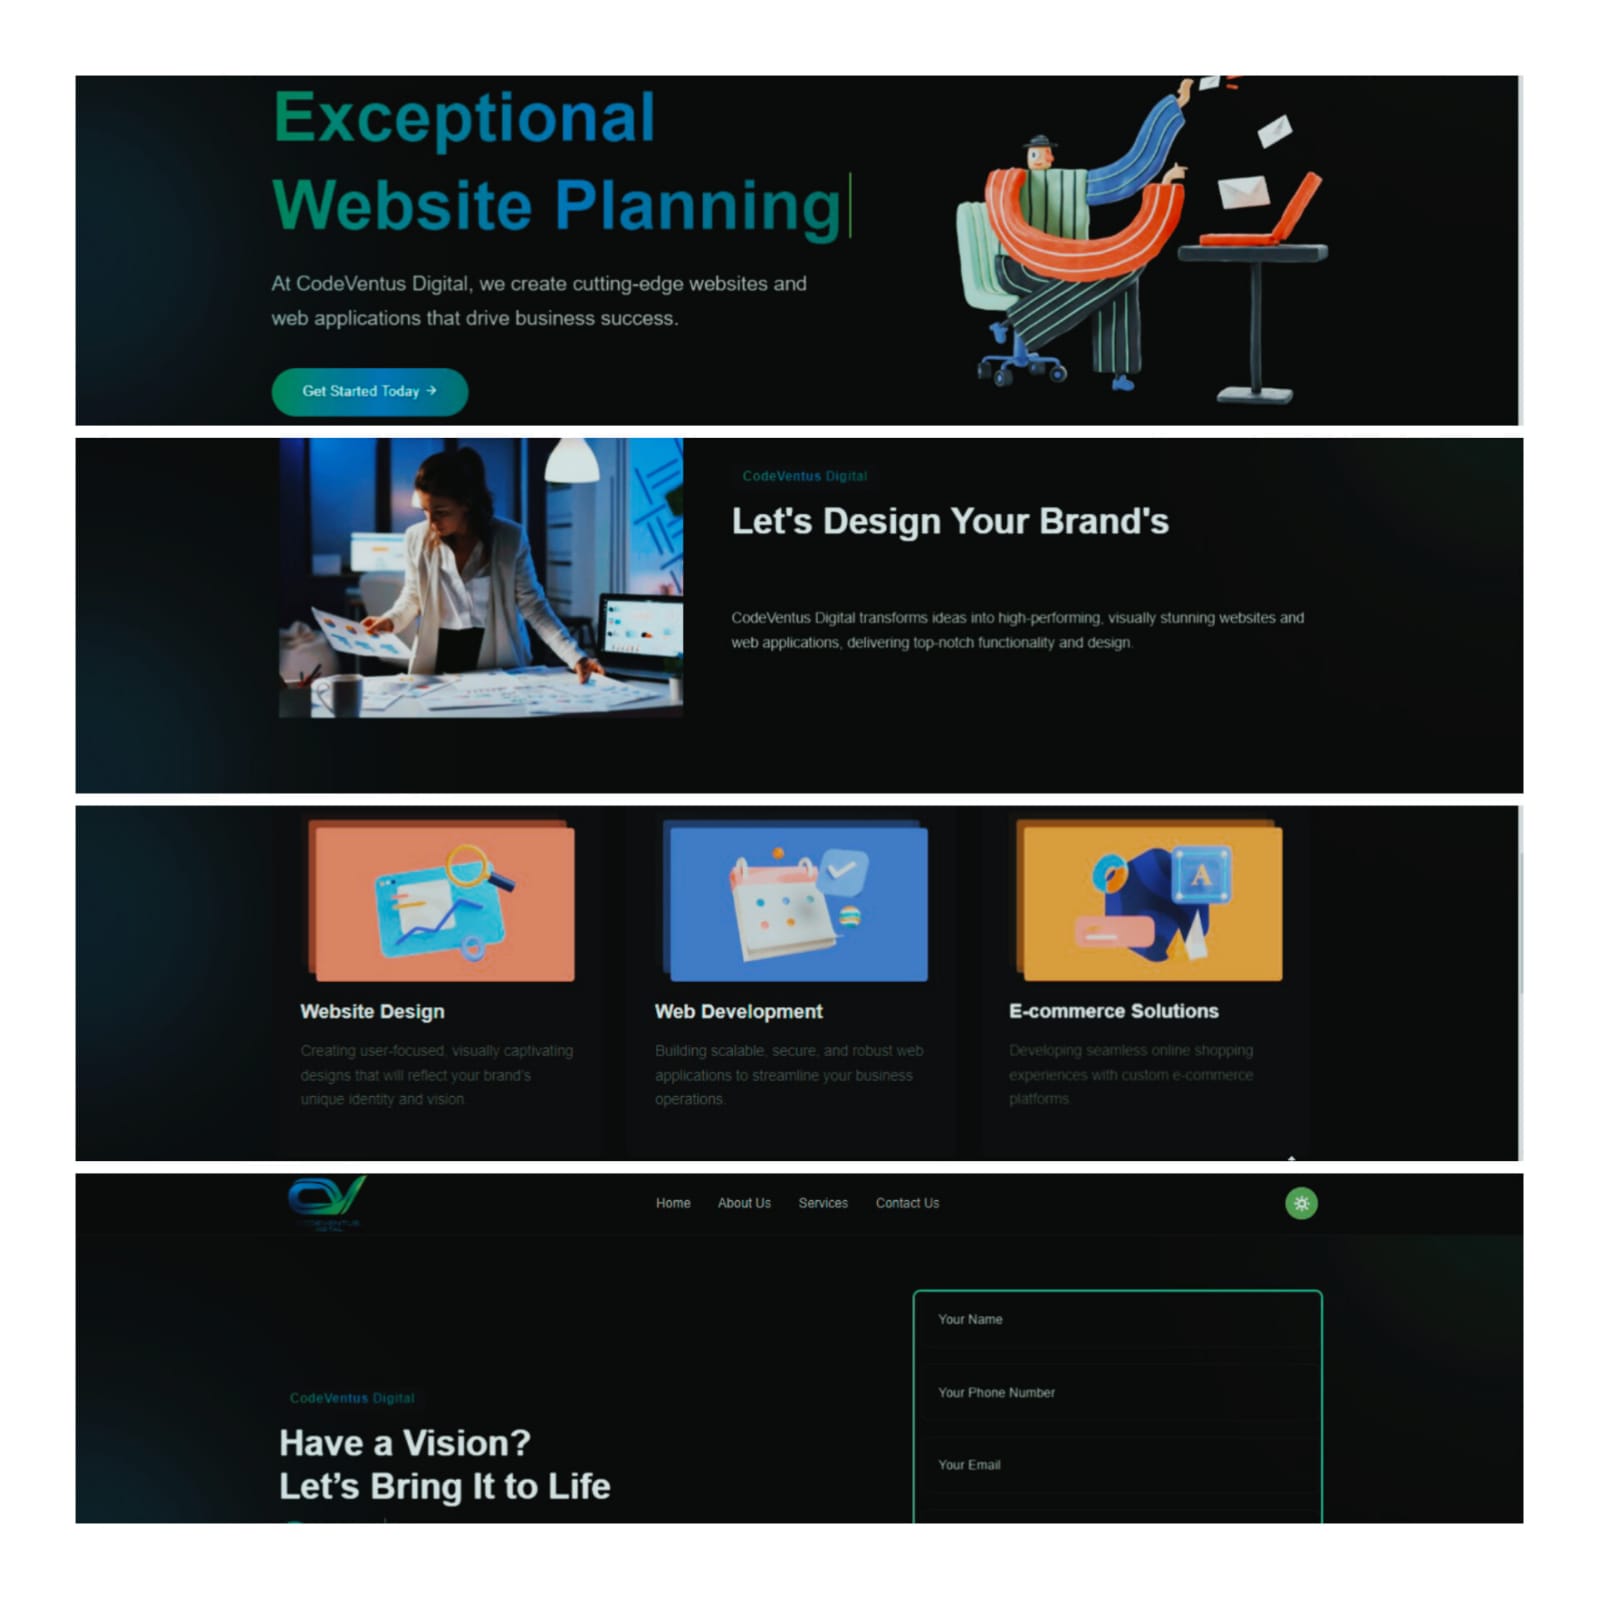 Exceptional
Website Planning
At CodeVentus Digital, we create cutting-edge websites and
web applications that drive business success.
Get Started Today →
CodeVentus Digital
Let's Design Your Brand's
CodeVentus Digital transforms ideas into high-performing, visually stunning websites and
web applications, delivering top-notch functionality and design.
A
Website Design
Creating user-focused, visually captivating
designs that will reflect your brand's
unique identity and vision.
Web Development
Building scalable, secure, and robust web
applications to streamline your business
operations.
E-commerce Solutions
Developing seamless online shopping
experiences with custom e-commerce
platforms.
CODEVENTUS
Home About Us Services Contact Us
CodeVentus Digital
Have a Vision?
Let’s Bring It to Life
Your Name
Your Phone Number
Your Email